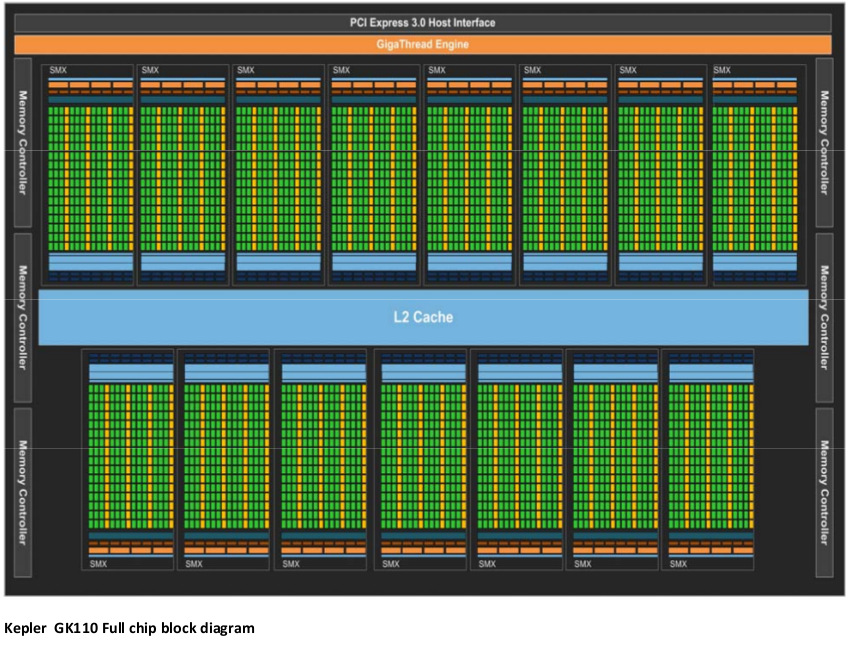 PCI Express 3.0 Host Interface
GigaThread Engine
SMX
SMX
SMX
SMX
SMX
SMX
SMX
SMX
Memory Controller
Memory Controller
Memory Controller
Memory Controller
L2 Cache
Memory Controller
Memory Controller
SMX
SMX
SMX
SMX
SMX
SMX
SMX
Kepler GK110 Full chip block diagram